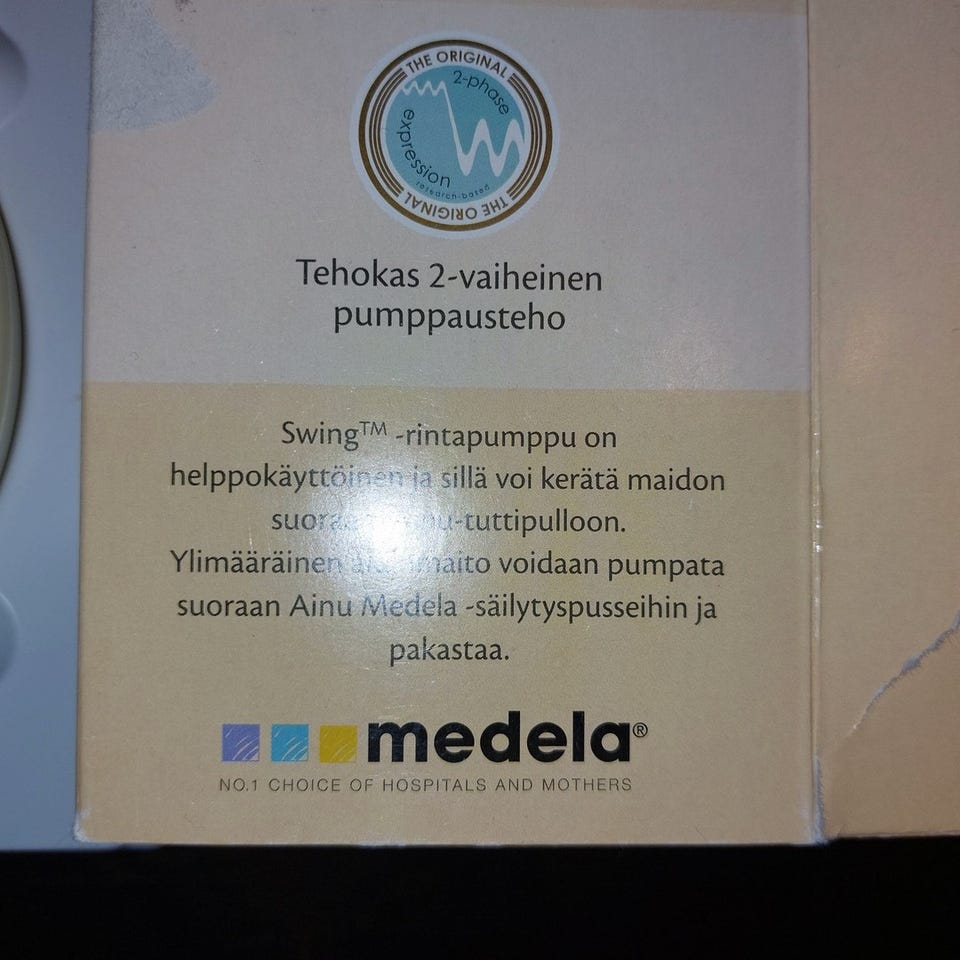 THE ORIGINAL
2-phase
expression
research-based
THE ORIGINAL
Tehokas 2-vaiheinen
pumppausteho
Swing™ -rintapumppu on
helppokäyttöinen ja sillä voi kerätä maidon
suoraan -tuttipulloon.
Ylimääräinen voidaan pumpata
suoraan Ainu Medela -säilytyspusseihin ja
pakastaa.
medela®
NO.1 CHOICE OF HOSPITALS AND MOTHERS